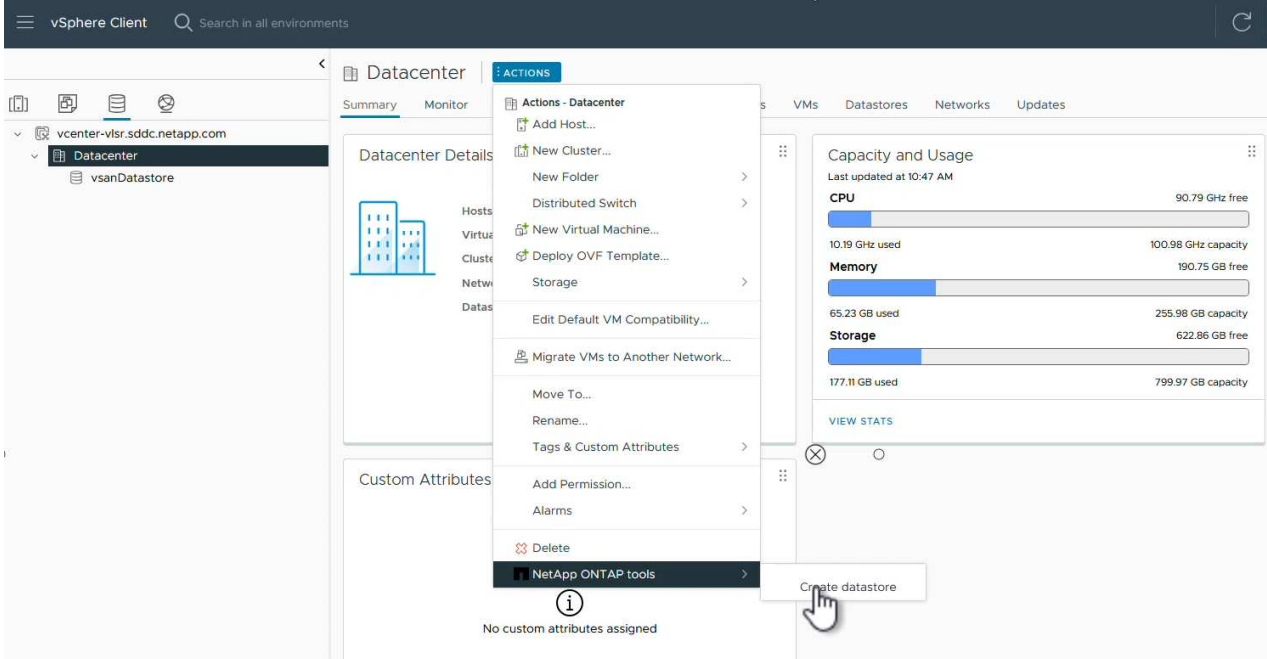 vSphere Client
Search in all environments
Datacenter
ACTIONS
Summary
Monitor
s
VMs
Datastores
Networks
Updates
vcenter-vlsr.sddc.netapp.com
Datacenter
vsanDatastore
Actions - Datacenter
Add Host...
New Cluster...
New Folder
Distributed Switch
New Virtual Machine...
Deploy OVF Template...
Storage
Edit Default VM Compatibility...
Migrate VMs to Another Network...
Move To...
Rename...
Tags & Custom Attributes
Add Permission...
Alarms
Delete
NetApp ONTAP tools
Create datastore
Datacenter Details
Hosts
Virtua
Cluste
Netwo
Datas
Capacity and Usage
Last updated at 10:47 AM
CPU
90.79 GHz free
10.19 GHz used
100.98 GHz capacity
Memory
190.75 GB free
65.23 GB used
255.98 GB capacity
Storage
622.86 GB free
177.11 GB used
799.97 GB capacity
VIEW STATS
Custom Attributes
No custom attributes assigned